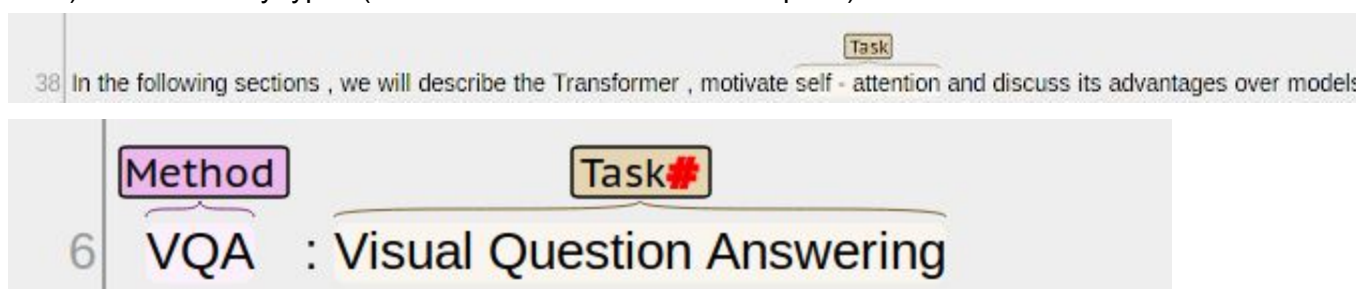 Task
38 In the following sections , we will describe the Transformer , motivate self - attention and discuss its advantages over models
Method Task#
6 VQA : Visual Question Answering